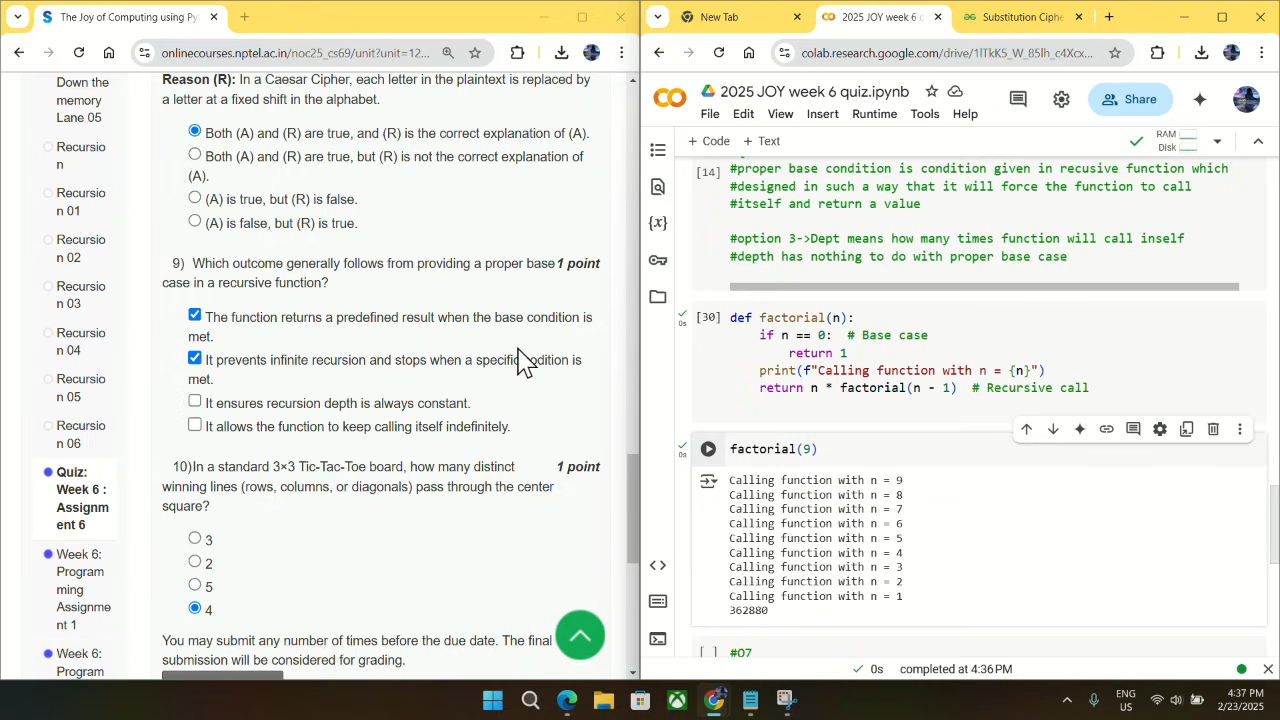 The Joy of Computing using Py
onlinecourses.nptel.ac.in/noc25_cs69/unit?unit=12...
Down the
memory
Lane 05
Recursio
n
Recursio
n 01
Recursio
n 02
Recursio
n 03
Recursio
n 04
Recursio
n 05
Recursio
n 06
Quiz:
Week 6 :
Assignm
ent 6
Week 6:
Program
ming
Assignme
nt 1
Week 6:
Program
Reason (R): In a Caesar Cipher, each letter in the plaintext is replaced by
a letter at a fixed shift in the alphabet.
Both (A) and (R) are true, and (R) is the correct explanation of (A).
Both (A) and (R) are true, but (R) is not the correct explanation of
(A).
(A) is true, but (R) is false.
(A) is false, but (R) is true.
9) Which outcome generally follows from providing a proper base 1 point
case in a recursive function?
The function returns a predefined result when the base condition is
met.
It prevents infinite recursion and stops when a specific condition is
met.
It ensures recursion depth is always constant.
It allows the function to keep calling itself indefinitely.
10) In a standard 3×3 Tic-Tac-Toe board, how many distinct 1 point
winning lines (rows, columns, or diagonals) pass through the center
square?
3
2
5
4
You may submit any number of times before the due date. The final
submission will be considered for grading.
New Tab
2025 JOY week 6 q
Substitution Ciphe
colab.research.google.com/drive/1lTkK5_W_85lh_c4Xcx...
2025 JOY week 6 quiz.ipynb
Share
File Edit View Insert Runtime Tools Help
+ Code + Text
RAM
Disk
[14]
#proper base condition is condition given in recusive function which
#designed in such a way that it will force the function to call
#itself and return a value
#option 3->Dept means how many times function will call inself
#depth has nothing to do with proper base case
[30]
0s
def factorial(n):
if n == 0: # Base case
return 1
print(f"Calling function with n = {n}")
return n * factorial(n - 1) # Recursive call
0s
factorial(9)
Calling function with n = 9
Calling function with n = 8
Calling function with n = 7
Calling function with n = 6
Calling function with n = 5
Calling function with n = 4
Calling function with n = 3
Calling function with n = 2
Calling function with n = 1
362880
[ ] #07
0s completed at 4:36 PM
ENG
US
4:37 PM
2/23/2025